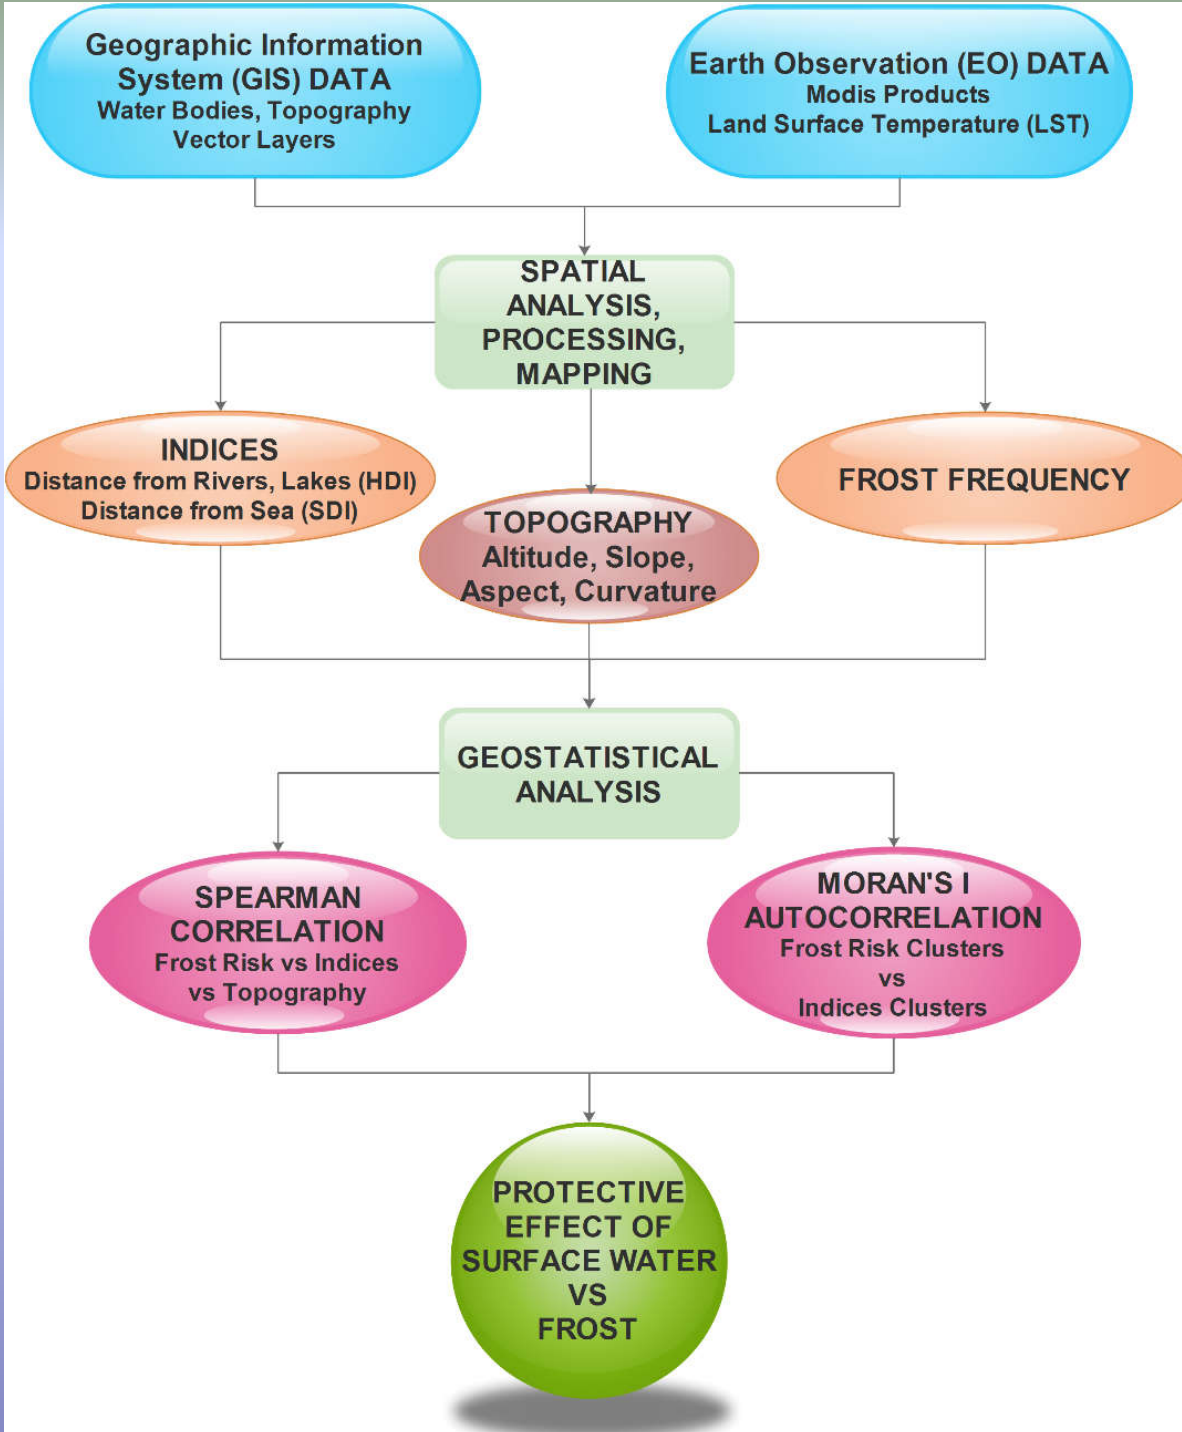 Geographic Information
System (GIS) DATA
Water Bodies, Topography
Vector Layers
Earth Observation (EO) DATA
Modis Products
Land Surface Temperature (LST)
SPATIAL
ANALYSIS,
PROCESSING,
MAPPING
INDICES
Distance from Rivers, Lakes (HDI)
Distance from Sea (SDI)
TOPOGRAPHY
Altitude, Slope,
Aspect, Curvature
FROST FREQUENCY
GEOSTATISTICAL
ANALYSIS
SPEARMAN
CORRELATION
Frost Risk vs Indices
vs Topography
MORAN'S I
AUTOCORRELATION
Frost Risk Clusters
vs
Indices Clusters
PROTECTIVE
EFFECT OF
SURFACE WATER
VS
FROST